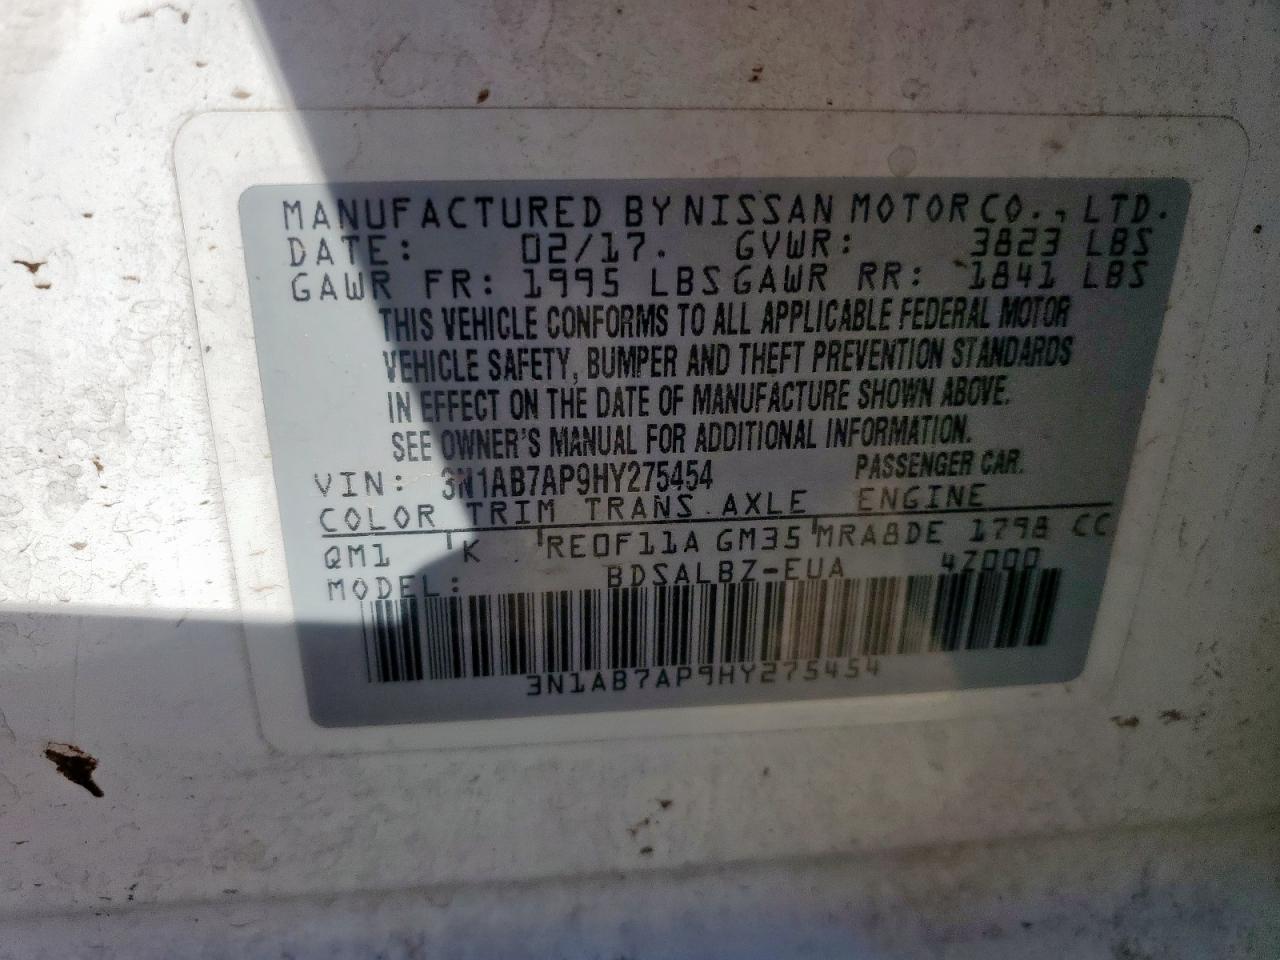 MANUFACTURED BY NISSAN MOTOR CO., LTD.
DATE: 02/17. GVWR: 3823 LBS
GAWR FR: 1995 LBS GAWR RR: 1841 LBS
THIS VEHICLE CONFORMS TO ALL APPLICABLE FEDERAL MOTOR
VEHICLE SAFETY, BUMPER AND THEFT PREVENTION STANDARDS
IN EFFECT ON THE DATE OF MANUFACTURE SHOWN ABOVE.
SEE OWNER'S MANUAL FOR ADDITIONAL INFORMATION.
VIN: 3N1AB7AP9HY275454 PASSENGER CAR.
COLOR TRIM TRANS AXLE ENGINE
QM1 K RE0F11A GM35 MRA8DE 1798 CC
MODEL: BDSALBZ-EUA 47000
3N1AB7AP9HY275454